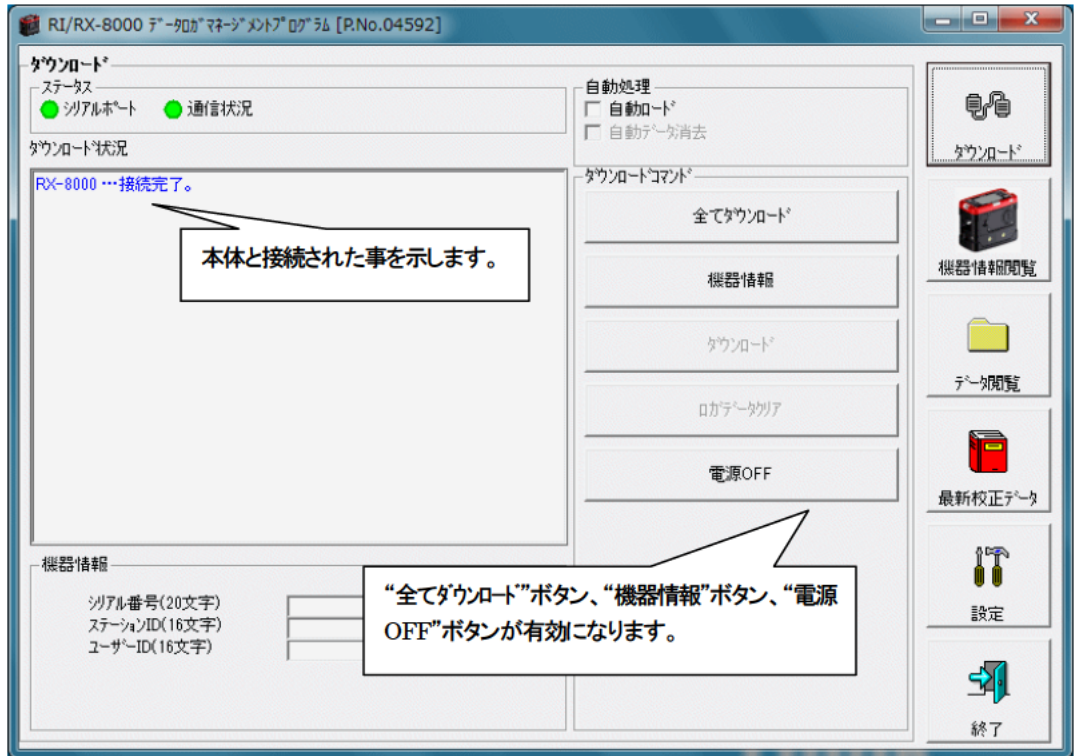 RI/RX-8000 ﾃﾞｰﾀﾛｶﾞﾏﾈｰｼﾞﾒﾝﾄﾌﾟﾛｸﾞﾗﾑ [P.No.04592]
ﾀﾞｳﾝﾛｰﾄﾞ
ｽﾃｰﾀｽ
ｼﾘｱﾙﾎﾟｰﾄ 通信状況
ﾀﾞｳﾝﾛｰﾄﾞ状況
RX-8000 …接続完了。
本体と接続された事を示します。
自動処理
自動ﾛｰﾄﾞ
自動ﾃﾞｰﾀ消去
ﾀﾞｳﾝﾛｰﾄﾞｺﾏﾝﾄﾞ
全てﾀﾞｳﾝﾛｰﾄﾞ
機器情報
ﾀﾞｳﾝﾛｰﾄﾞ
ﾛｶﾞﾃﾞｰﾀｸﾘｱ
電源OFF
“全てﾀﾞｳﾝﾛｰﾄﾞ”ボタン、“機器情報”ボタン、“電源
OFF”ボタンが有効になります。
機器情報
ｼﾘｱﾙ番号(20文字)
ｽﾃｰｼｮﾝID(16文字)
ﾕｰｻﾞｰID(16文字)
ﾀﾞｳﾝﾛｰﾄﾞ
機器情報閲覧
ﾃﾞｰﾀ閲覧
最新校正ﾃﾞｰﾀ
設定
終了